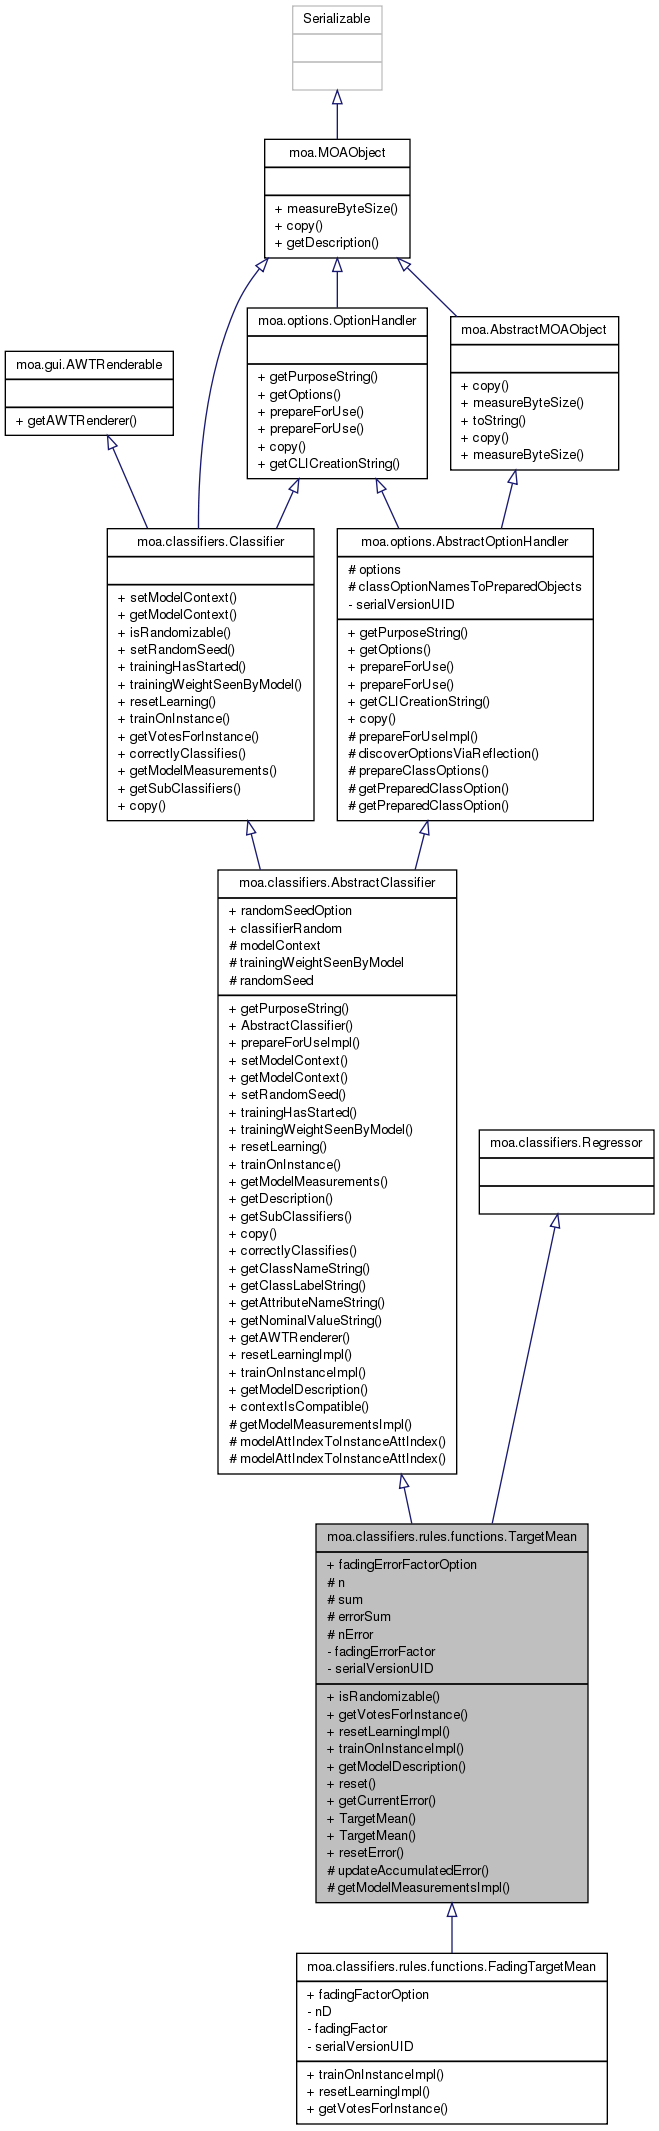 Serializable
moa.MOAObject
+ measureByteSize()
+ copy()
+ getDescription()
moa.options.OptionHandler
+ getPurposeString()
+ getOptions()
+ prepareForUse()
+ prepareForUse()
+ copy()
+ getCLICreationString()
moa.AbstractMOAObject
+ copy()
+ measureByteSize()
+ toString()
+ copy()
+ measureByteSize()
moa.gui.AWTRenderable
+ getAWTRenderer()
moa.classifiers.Classifier
+ setModelContext()
+ getModelContext()
+ isRandomizable()
+ setRandomSeed()
+ trainingHasStarted()
+ trainingWeightSeenByModel()
+ resetLearning()
+ trainOnInstance()
+ getVotesForInstance()
+ correctlyClassifies()
+ getModelMeasurements()
+ getSubClassifiers()
+ copy()
moa.options.AbstractOptionHandler
# options
# classOptionNamesToPreparedObjects
- serialVersionUID
+ getPurposeString()
+ getOptions()
+ prepareForUse()
+ prepareForUse()
+ getCLICreationString()
+ copy()
# prepareForUseImpl()
# discoverOptionsViaReflection()
# prepareClassOptions()
# getPreparedClassOption()
# getPreparedClassOption()
moa.classifiers.AbstractClassifier
+ randomSeedOption
+ classifierRandom
# modelContext
# trainingWeightSeenByModel
# randomSeed
+ getPurposeString()
+ AbstractClassifier()
+ prepareForUseImpl()
+ setModelContext()
+ getModelContext()
+ setRandomSeed()
+ trainingHasStarted()
+ trainingWeightSeenByModel()
+ resetLearning()
+ trainOnInstance()
+ getModelMeasurements()
+ getDescription()
+ getSubClassifiers()
+ copy()
+ correctlyClassifies()
+ getClassNameString()
+ getClassLabelString()
+ getAttributeNameString()
+ getNominalValueString()
+ getAWTRenderer()
+ resetLearningImpl()
+ trainOnInstanceImpl()
+ getModelDescription()
+ contextIsCompatible()
# getModelMeasurementsImpl()
# modelAttIndexToInstanceAttIndex()
# modelAttIndexToInstanceAttIndex()
moa.classifiers.Regressor
moa.classifiers.rules.functions.TargetMean
+ fadingErrorFactorOption
# n
# sum
# errorSum
# nError
- fadingErrorFactor
- serialVersionUID
+ isRandomizable()
+ getVotesForInstance()
+ resetLearningImpl()
+ trainOnInstanceImpl()
+ getModelDescription()
+ reset()
+ getCurrentError()
+ TargetMean()
+ TargetMean()
+ resetError()
# updateAccumulatedError()
# getModelMeasurementsImpl()
moa.classifiers.rules.functions.FadingTargetMean
+ fadingFactorOption
- nD
- fadingFactor
- serialVersionUID
+ trainOnInstanceImpl()
+ resetLearningImpl()
+ getVotesForInstance()